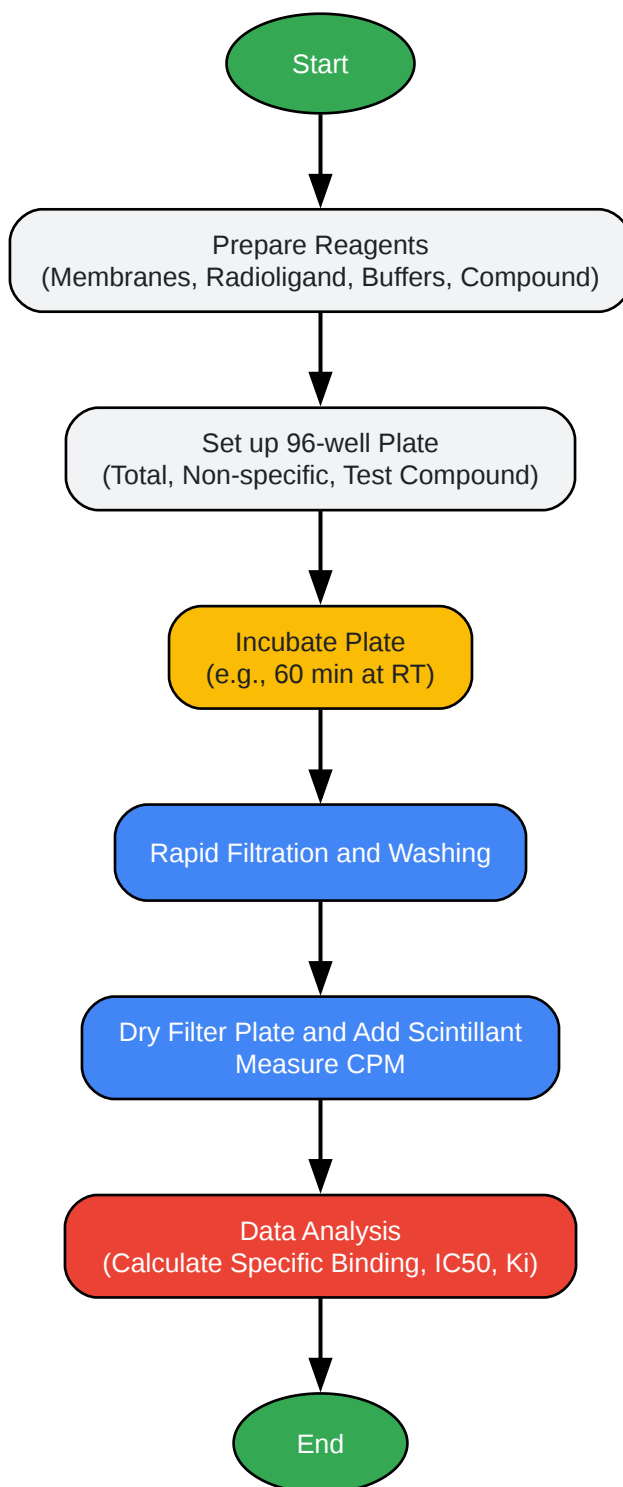 Start
Prepare Reagents
(Membranes, Radioligand, Buffers, Compound)
Set up 96-well Plate
(Total, Non-specific, Test Compound)
Incubate Plate
(e.g., 60 min at RT)
Rapid Filtration and Washing
Dry Filter Plate and Add Scintillant
Measure CPM
Data Analysis
(Calculate Specific Binding, IC50, Ki)
End